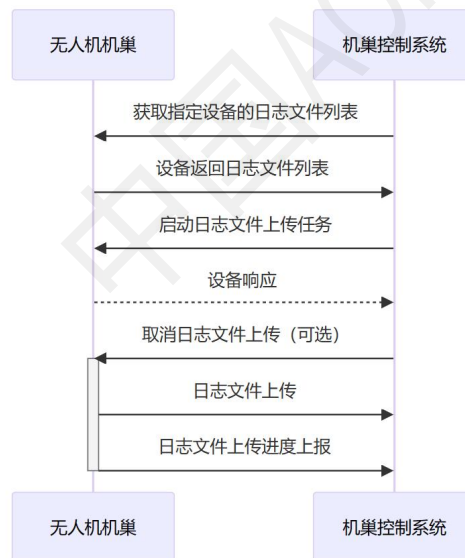 无人机机巢
机巢控制系统
获取指定设备的日志文件列表
设备返回日志文件列表
启动日志文件上传任务
设备响应
取消日志文件上传（可选）
日志文件上传
日志文件上传进度上报
无人机机巢
机巢控制系统
中国AO